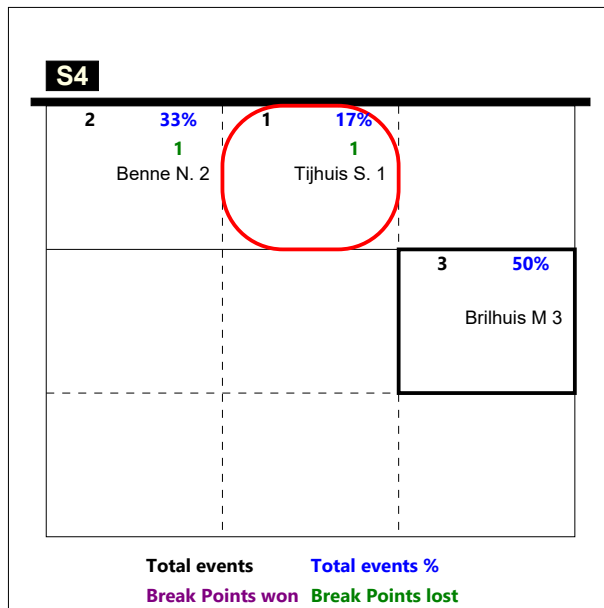 S4
2 33% 1 17%
1 1
Benne N. 2 Tijhuis S. 1
3 50%
Brilhuis M 3
Total events Total events %
Break Points won Break Points lost